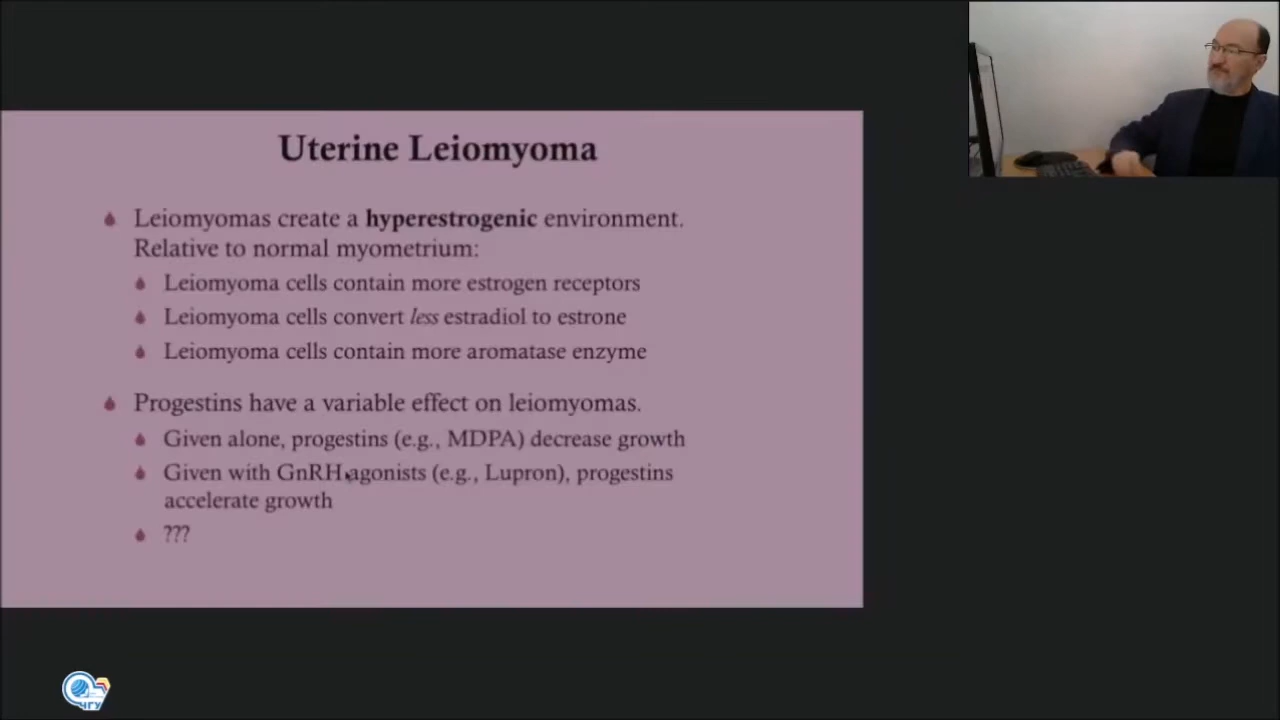 Uterine Leiomyoma
Leiomyomas create a hyperestrogenic environment.
Relative to normal myometrium:
Leiomyoma cells contain more estrogen receptors
Leiomyoma cells convert less estradiol to estrone
Leiomyoma cells contain more aromatase enzyme
Progestins have a variable effect on leiomyomas.
Given alone, progestins (e.g., MDPA) decrease growth
Given with GnRH agonists (e.g., Lupron), progestins
accelerate growth
???
ЧГУ